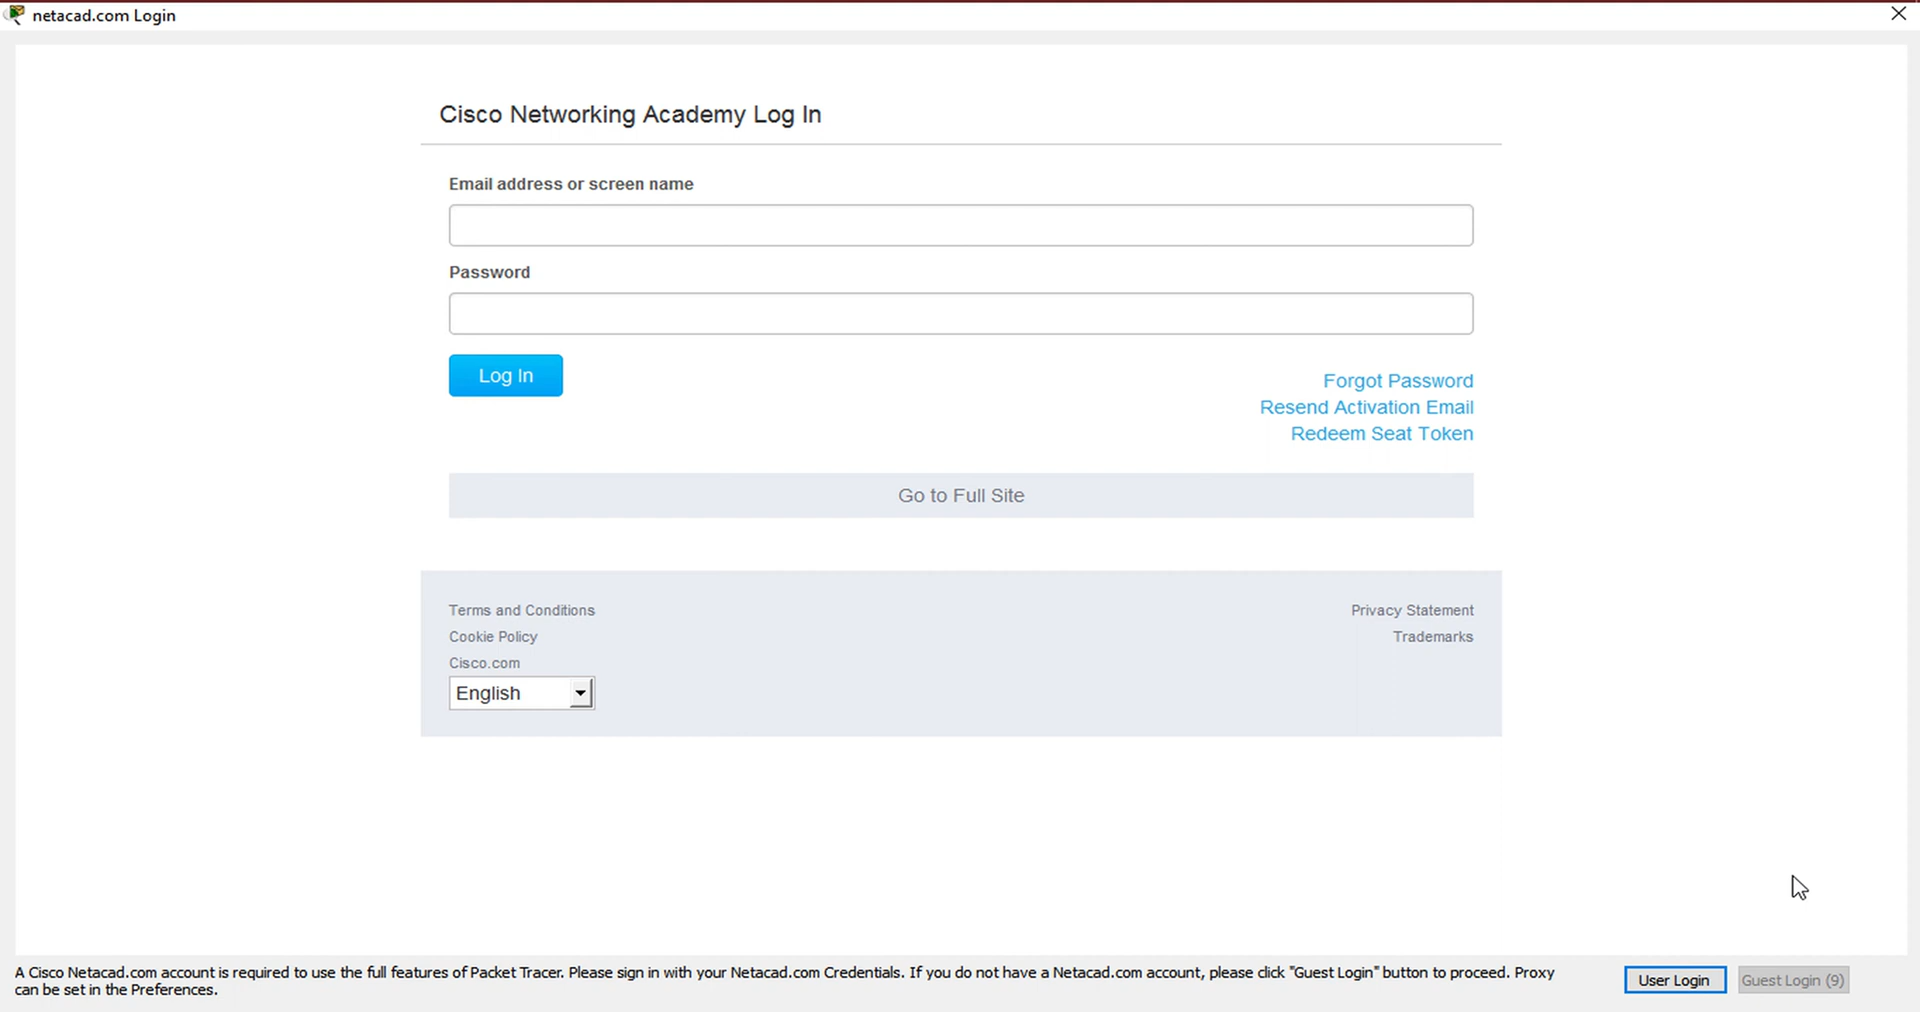 netacad.com Login
Cisco Networking Academy Log In
Email address or screen name
Password
Log In
Forgot Password
Resend Activation Email
Redeem Seat Token
Go to Full Site
Terms and Conditions
Privacy Statement
Cookie Policy
Trademarks
Cisco.com
English
A Cisco Netacad.com account is required to use the full features of Packet Tracer. Please sign in with your Netacad.com Credentials. If you do not have a Netacad.com account, please click "Guest Login" button to proceed. Proxy
can be set in the Preferences.
User Login
Guest Login (9)